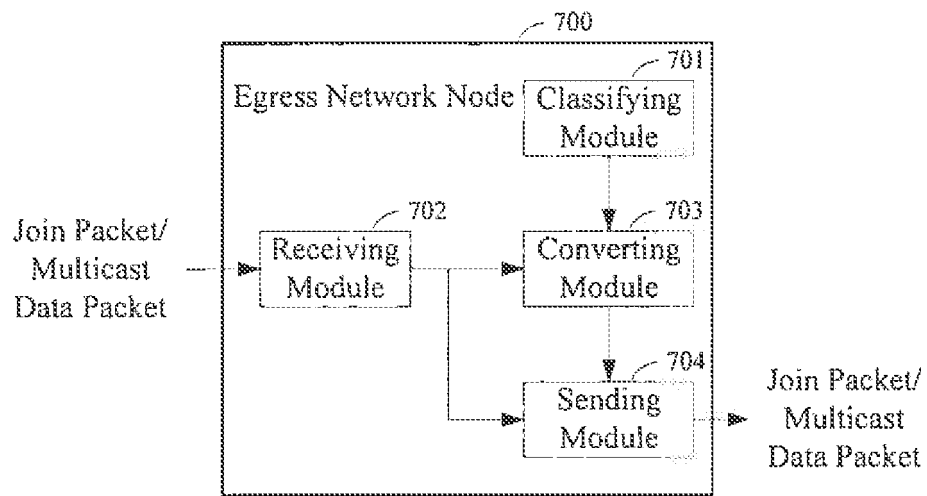 700
701
Egress Network Node
Classifying
Module
702
703
Join Packet/
Multicast
Data Packet
Receiving
Module
Converting
Module
704
Sending
Module
Join Packet/
Multicast
Data Packet